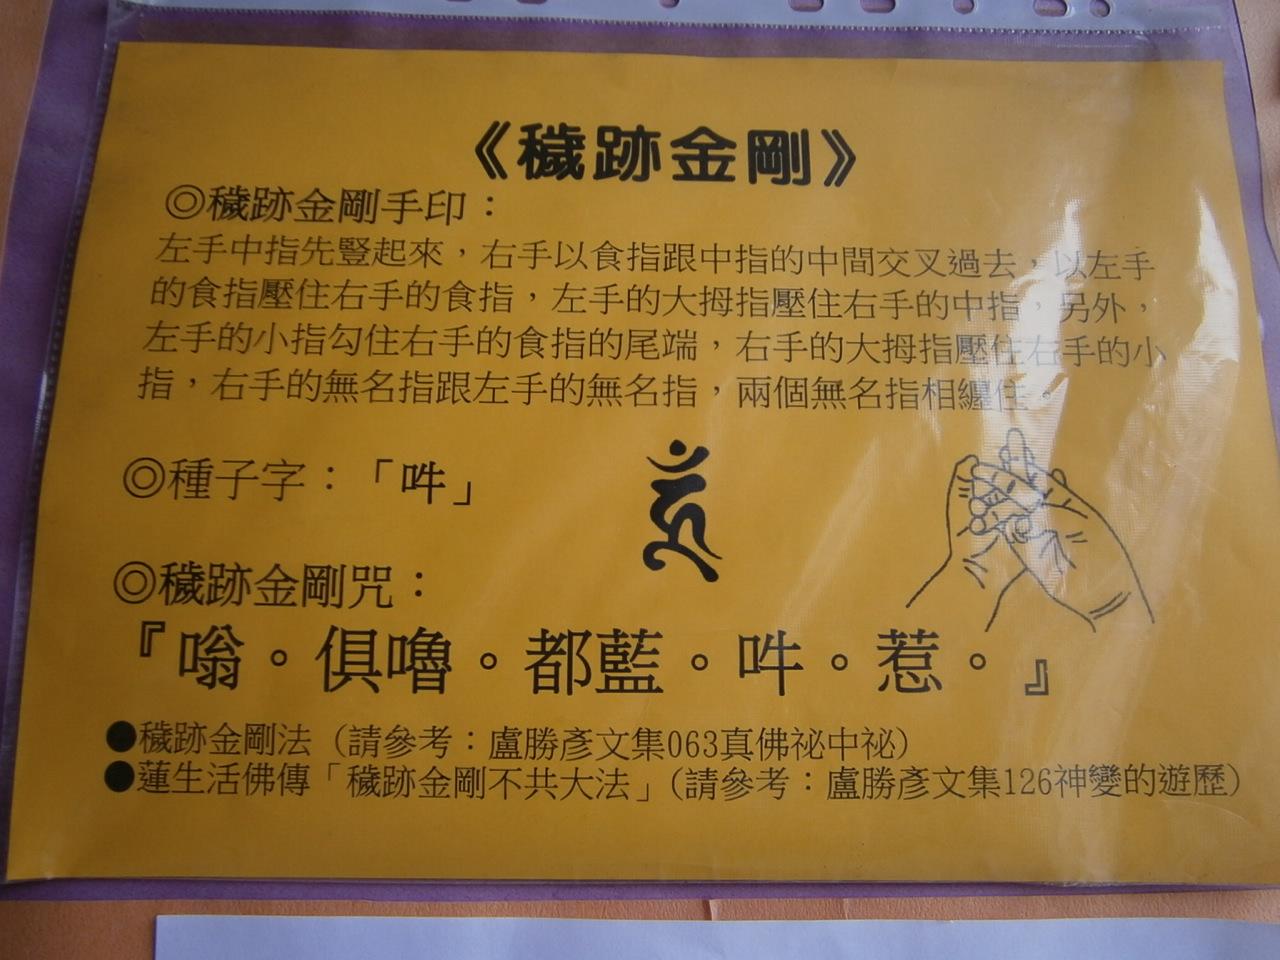 《穢跡金剛》
◎穢跡金剛手印：
左手中指先豎起來，右手以食指跟中指的中間交叉過去，以左手
的食指壓住右手的食指，左手的大拇指壓住右手的中指，另外，
左手的小指勾住右手的食指的尾端，右手的大拇指壓住右手的小
指，右手的無名指跟左手的無名指，兩個無名指相纏住。
◎種子字：「吽」
◎穢跡金剛咒：
『嗡。俱嚕。都藍。吽。惹。』
●穢跡金剛法（請參考：盧勝彥文集063真佛祕中祕）
●蓮生活佛傳「穢跡金剛不共大法」（請參考：盧勝彥文集126神變的遊歷）